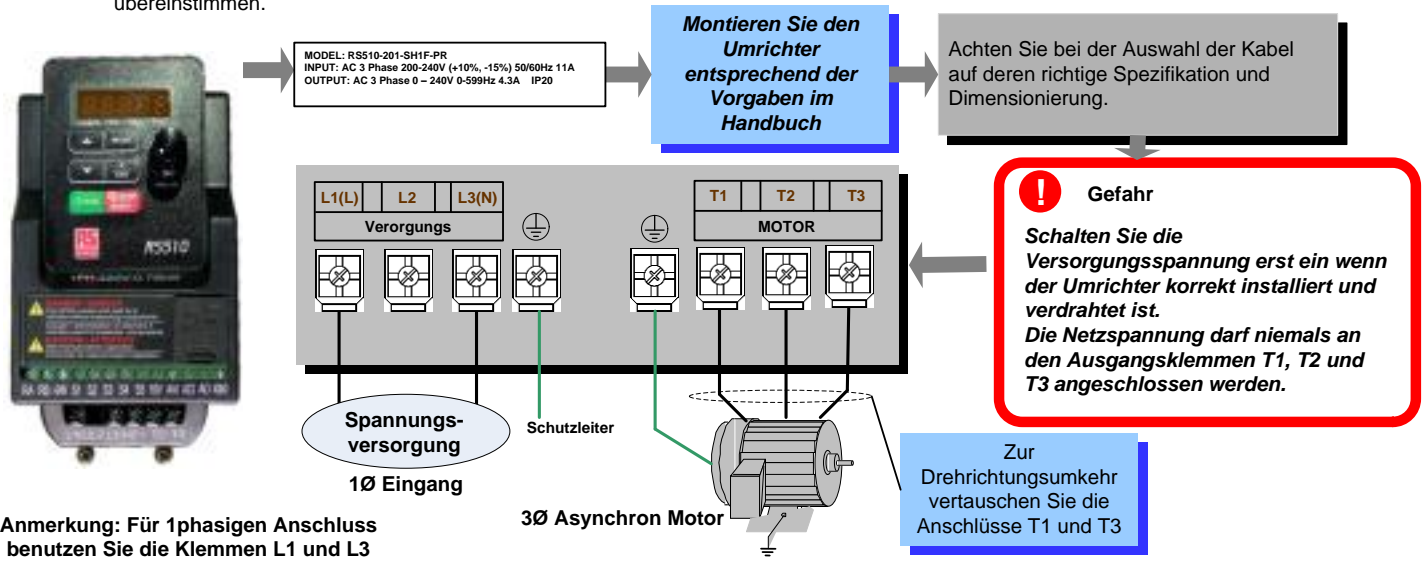 übereinstimmen.
MODEL: RS510-201-SH1F-PR
INPUT: AC 3 Phase 200-240V (+10%, -15%) 50/60Hz 11A
OUTPUT: AC 3 Phase 0 – 240V 0-599Hz 4.3A IP20
Montieren Sie den
Umrichter
entsprechend der
Vorgaben im
Handbuch
Achten Sie bei der Auswahl der Kabel
auf deren richtige Spezifikation und
Dimensionierung.
! Gefahr
Schalten Sie die
Versorgungsspannung erst ein wenn
der Umrichter korrekt installiert und
verdrahtet ist.
Die Netzspannung darf niemals an
den Ausgangsklemmen T1, T2 und
T3 angeschlossen werden.
L1(L) L2 L3(N)
Verorgungs
T1 T2 T3
MOTOR
RS
RS510
Spannungs-
versorgung
1Ø Eingang
Schutzleiter
3Ø Asynchron Motor
Zur
Drehrichtungsumkehr
vertauschen Sie die
Anschlüsse T1 und T3
Anmerkung: Für 1phasigen Anschluss
benutzen Sie die Klemmen L1 und L3